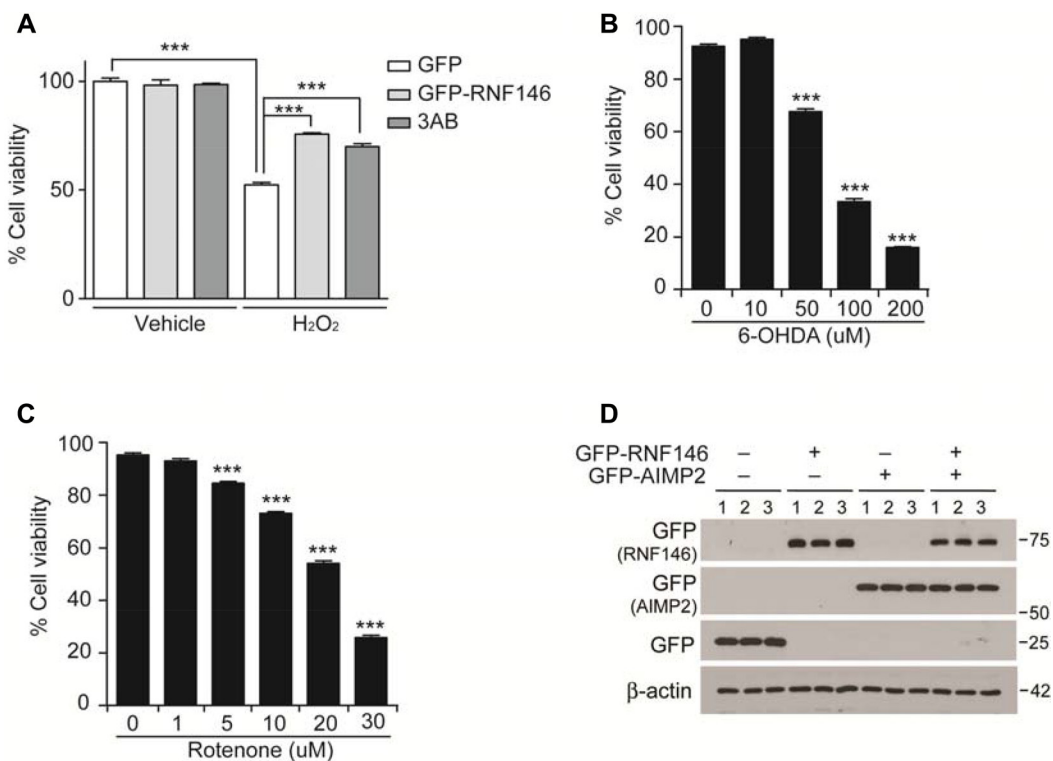 A
***
***
***
GFP
GFP-RNF146
3AB
% Cell viability
100
50
0
Vehicle
H₂O₂
B
% Cell viability
100
80
60
40
20
0
***
***
***
0 10 50 100 200
6-OHDA (uM)
C
% Cell viability
100
80
60
40
20
0
***
***
***
***
0 1 5 10 20 30
Rotenone (uM)
D
GFP-RNF146 – + – +
GFP-AIMP2 – – + +
1 2 3 1 2 3 1 2 3 1 2 3
GFP
(RNF146)
-75
GFP
(AIMP2)
-50
GFP
-25
β-actin
-42